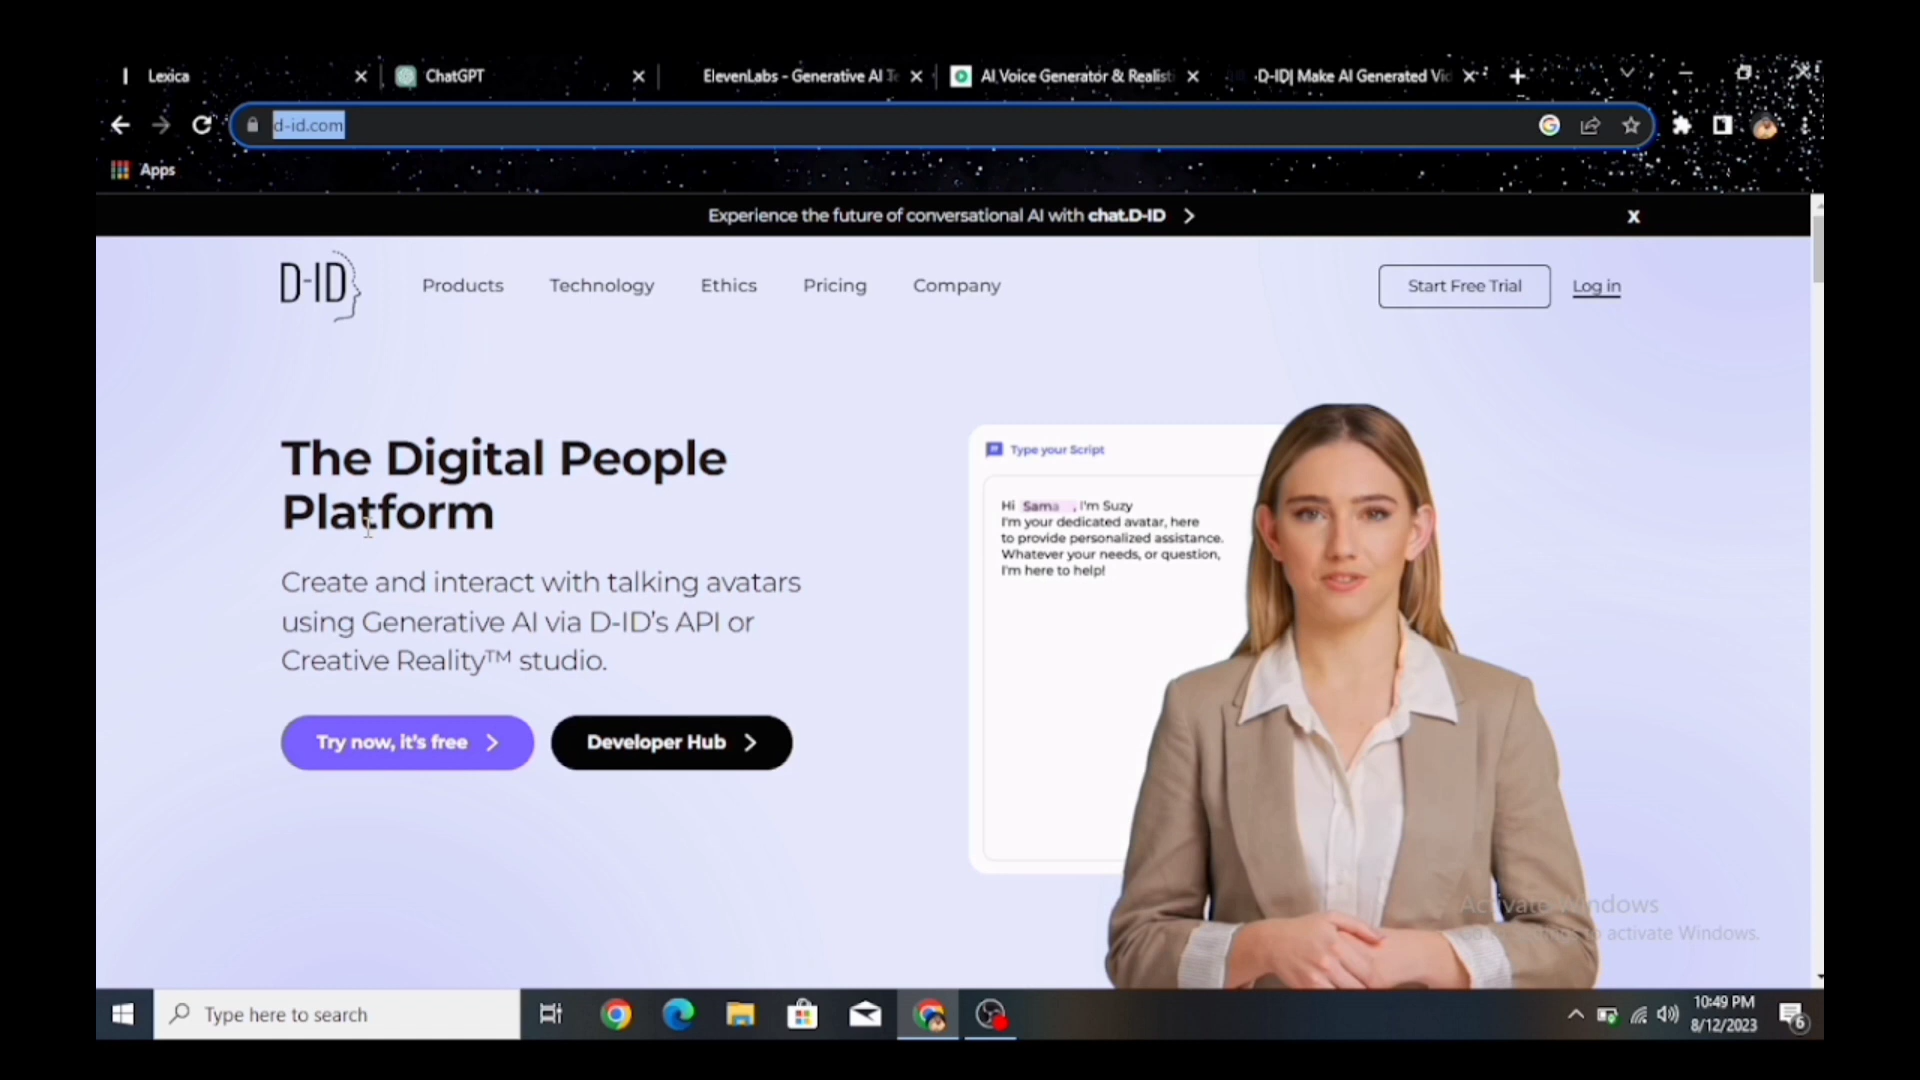 Lexica
ChatGPT
ElevenLabs - Generative AI
AI Voice Generator & Realist
D-ID| Make AI Generated Vi
d-id.com
Apps
Experience the future of conversational AI with chat.D-ID
X
D-ID
Products
Technology
Ethics
Pricing
Company
Start Free Trial
Log in
The Digital People
Platform
Create and interact with talking avatars
using Generative AI via D-ID's API or
Creative Reality™ studio.
Try now, it's free
Developer Hub
Type your Script
Hi Sama , i'm Suzy
I'm your dedicated avatar, here
to provide personalized assistance.
Whatever your needs, or question,
I'm here to help!
Activate Windows
to activate Windows.
Type here to search
10:49 PM
8/12/2023
6